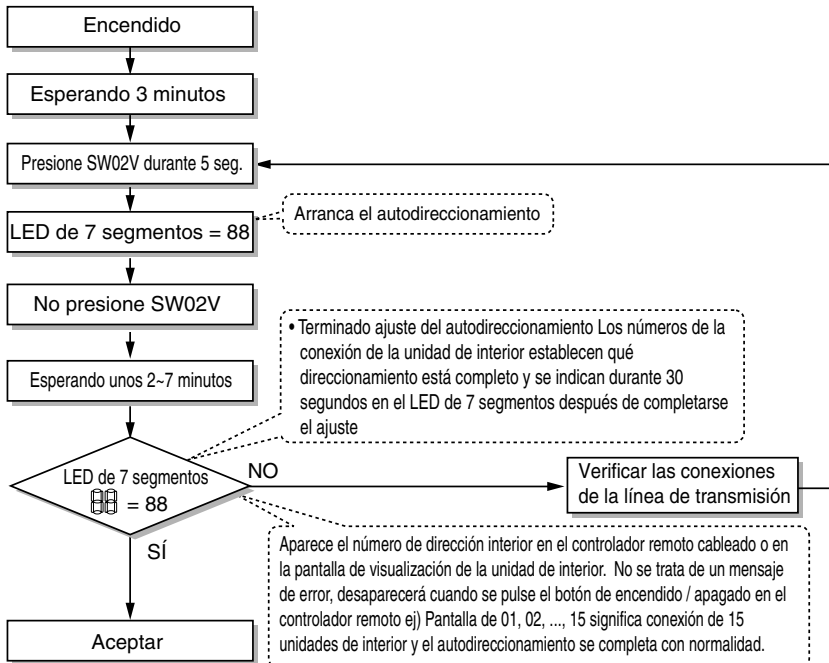 Encendido
Esperando 3 minutos
Presione SW02V durante 5 seg.
LED de 7 segmentos = 88
Arranca el autodireccionamiento
No presione SW02V
Esperando unos 2~7 minutos
• Terminado ajuste del autodireccionamiento Los números de la
conexión de la unidad de interior establecen qué
direccionamiento está completo y se indican durante 30
segundos en el LED de 7 segmentos después de completarse
el ajuste
LED de 7 segmentos
88 = 88
NO
SÍ
Verificar las conexiones
de la línea de transmisión
Aparece el número de dirección interior en el controlador remoto cableado o en
la pantalla de visualización de la unidad de interior. No se trata de un mensaje
de error, desaparecerá cuando se pulse el botón de encendido / apagado en el
controlador remoto ej) Pantalla de 01, 02, ..., 15 significa conexión de 15
unidades de interior y el autodireccionamiento se completa con normalidad.
Aceptar